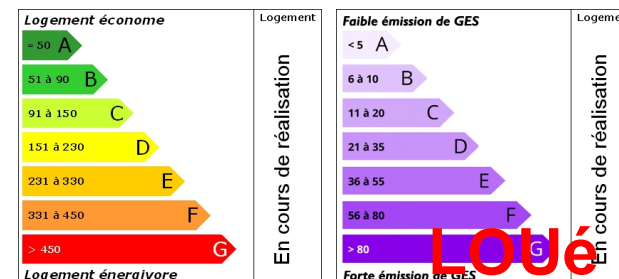 Logement économe
Logement
= 50 A
51 à 90 B
91 à 150 C
151 à 230 D
231 à 330 E
331 à 450 F
> 450 G
Logement énergivore
En cours de réalisation
Faible émission de GES
Logeme
< 5 A
6 à 10 B
11 à 20 C
21 à 35 D
36 à 55 E
56 à 80 F
> 80 G
Forte émission de GES
En cours de réalisation
LOUé